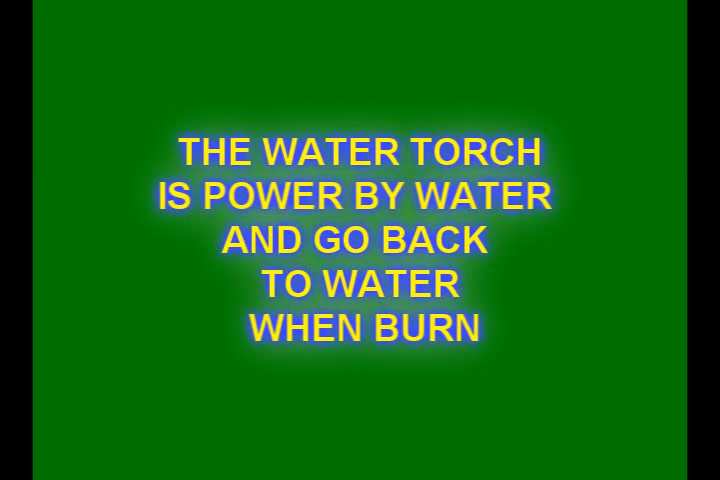 THE WATER TORCH
IS POWER BY WATER
AND GO BACK
TO WATER
WHEN BURN